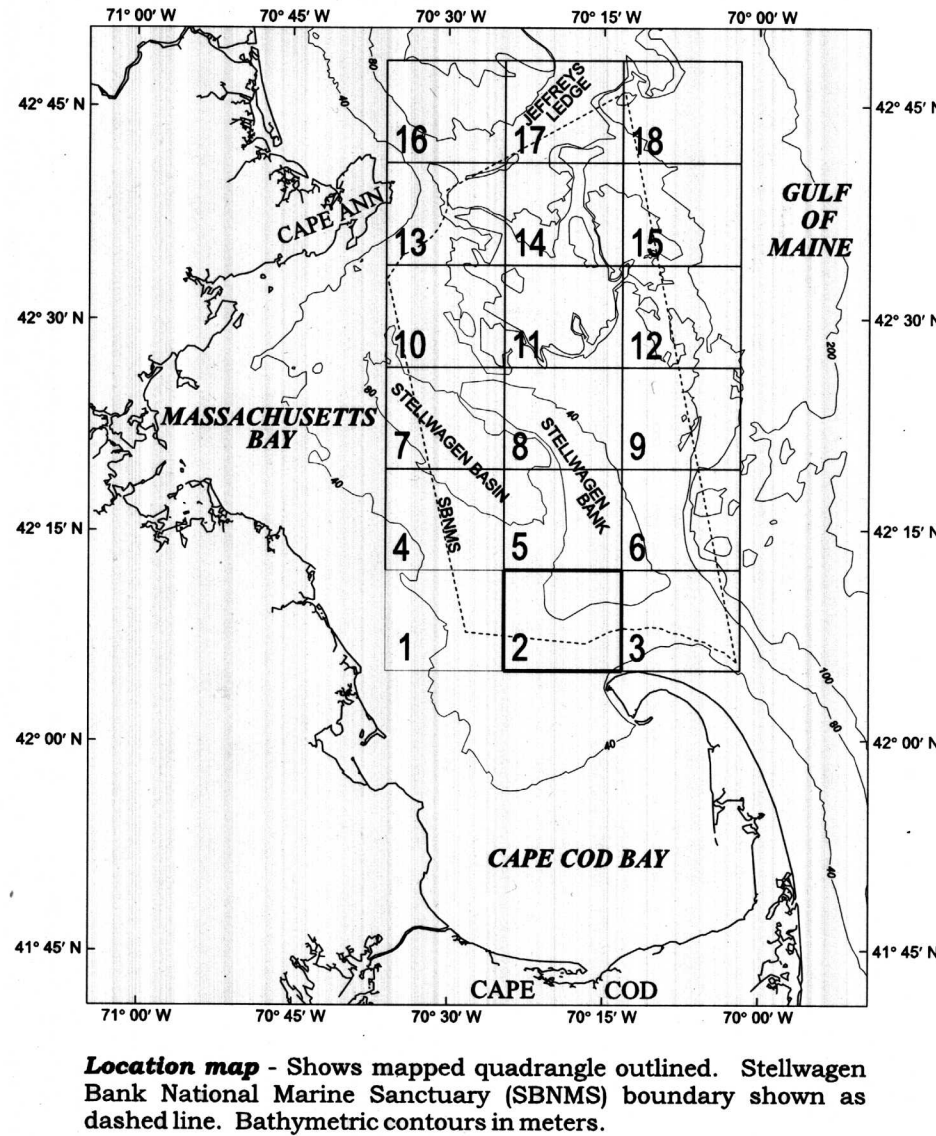 71° 00′ W
70° 45′ W
70° 30′ W
70° 15′ W
70° 00′ W
80
40
42° 45′ N
42° 45′ N
JEFFREYS
LEDGE
16
17
18
CAPE ANN
GULF
OF
MAINE
13
14
15
42° 30′ N
42° 30′ N
200
10
11
12
80
40
MASSACHUSETTS
BAY
STELLWAGEN BASIN
STELLWAGEN
BANK
7
8
9
40
SBNMS
42° 15′ N
42° 15′ N
4
5
6
1
2
3
100
80
42° 00′ N
42° 00′ N
40
CAPE COD BAY
40
41° 45′ N
41° 45′ N
CAPE COD
71° 00′ W
70° 45′ W
70° 30′ W
70° 15′ W
70° 00′ W
Location map - Shows mapped quadrangle outlined. Stellwagen
Bank National Marine Sanctuary (SBNMS) boundary shown as
dashed line. Bathymetric contours in meters.